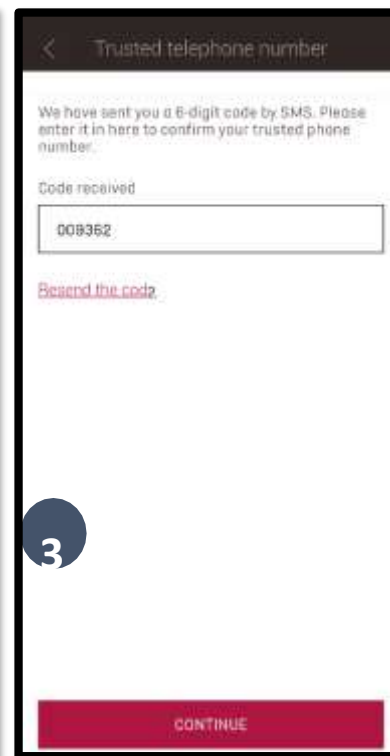 < Trusted telephone number
We have sent you a 6-digit code by SMS. Please
enter it in here to confirm your trusted phone
number.
Code received
009362
Resend the code
3
CONTINUE